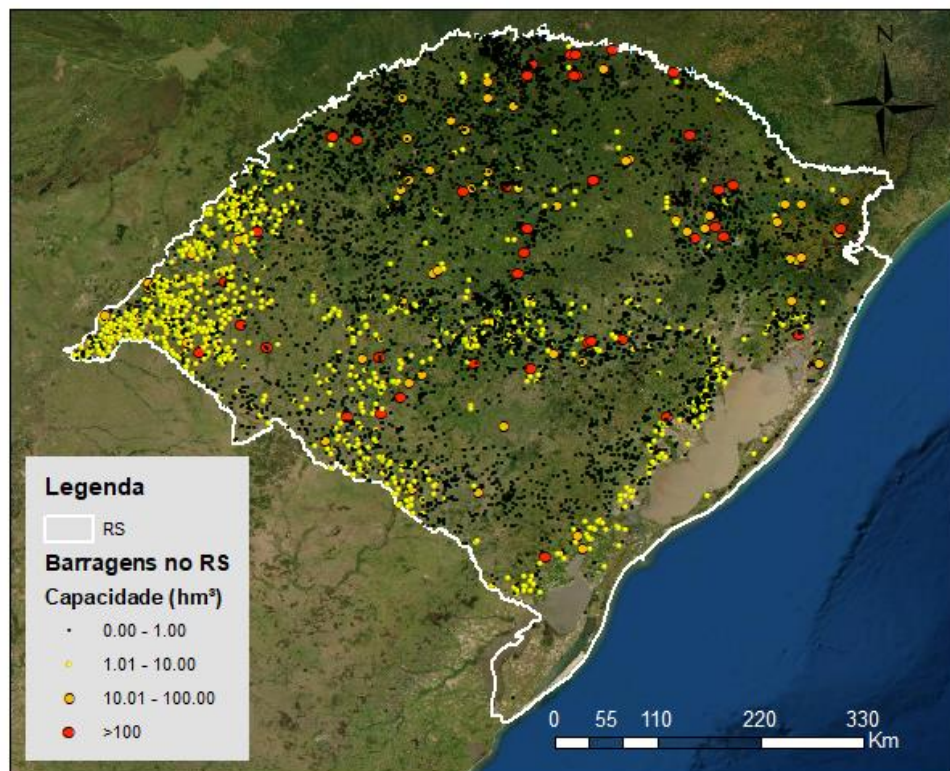 N
Legenda
RS
Barragens no RS
Capacidade (hm³)
0.00 - 1.00
1.01 - 10.00
10.01 - 100.00
>100
0 55 110 220 330
Km